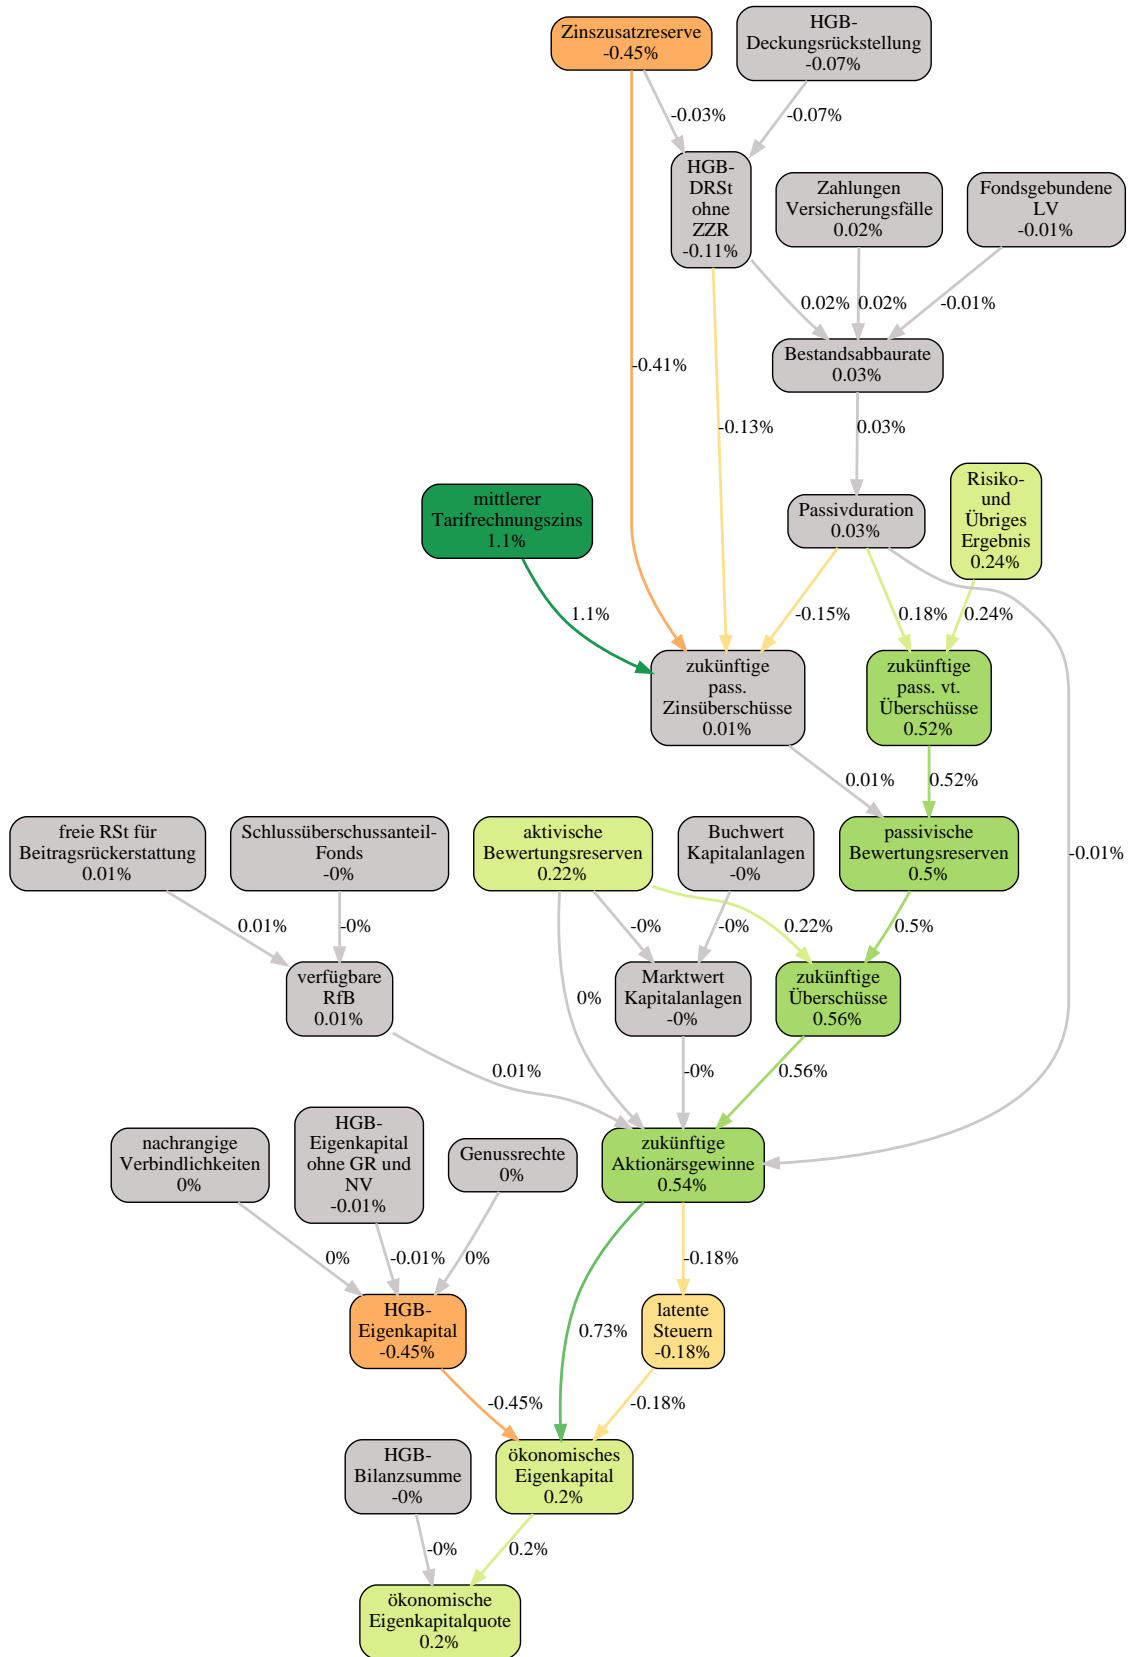 Zinszusatzreserve
-0.45%
HGB-
Deckungsrückstellung
-0.07%
-0.03%
-0.07%
HGB-
DRSt
ohne
ZZR
-0.11%
Zahlungen
Versicherungsfälle
0.02%
Fondsgebundene
LV
-0.01%
0.02%
0.02%
-0.01%
Bestandsabbaurate
0.03%
-0.41%
-0.13%
0.03%
mittlerer
Tarifrechnungszins
1.1%
Passivduration
0.03%
Risiko-
und
Übriges
Ergebnis
0.24%
1.1%
-0.15%
0.18%
0.24%
zukünftige
pass.
Zinsüberschüsse
0.01%
zukünftige
pass. vt.
Überschüsse
0.52%
0.01%
0.52%
freie RSt für
Beitragsrückerstattung
0.01%
Schlussüberschussanteil-
Fonds
-0%
aktivische
Bewertungsreserven
0.22%
Buchwert
Kapitalanlagen
-0%
passivische
Bewertungsreserven
0.5%
-0.01%
0.01%
-0%
-0%
-0%
0.22%
0.5%
verfügbare
RfB
0.01%
0%
Marktwert
Kapitalanlagen
-0%
zukünftige
Überschüsse
0.56%
0.01%
-0%
0.56%
nachrangige
Verbindlichkeiten
0%
HGB-
Eigenkapital
ohne GR und
NV
-0.01%
Genussrechte
0%
zukünftige
Aktionärsgewinne
0.54%
0%
-0.01%
0%
-0.18%
HGB-
Eigenkapital
-0.45%
0.73%
latente
Steuern
-0.18%
-0.45%
-0.18%
HGB-
Bilanzsumme
-0%
ökonomisches
Eigenkapital
0.2%
-0%
0.2%
ökonomische
Eigenkapitalquote
0.2%